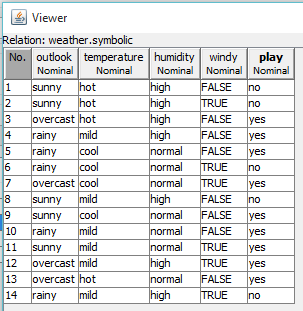 Viewer
Relation: weather.symbolic
No. outlook temperature humidity windy play
Nominal Nominal Nominal Nominal Nominal
1 sunny hot high FALSE no
2 sunny hot high TRUE no
3 overcast hot high FALSE yes
4 rainy mild high FALSE yes
5 rainy cool normal FALSE yes
6 rainy cool normal TRUE no
7 overcast cool normal TRUE yes
8 sunny mild high FALSE no
9 sunny cool normal FALSE yes
10 rainy mild normal FALSE yes
11 sunny mild normal TRUE yes
12 overcast mild high TRUE yes
13 overcast hot normal FALSE yes
14 rainy mild high TRUE no